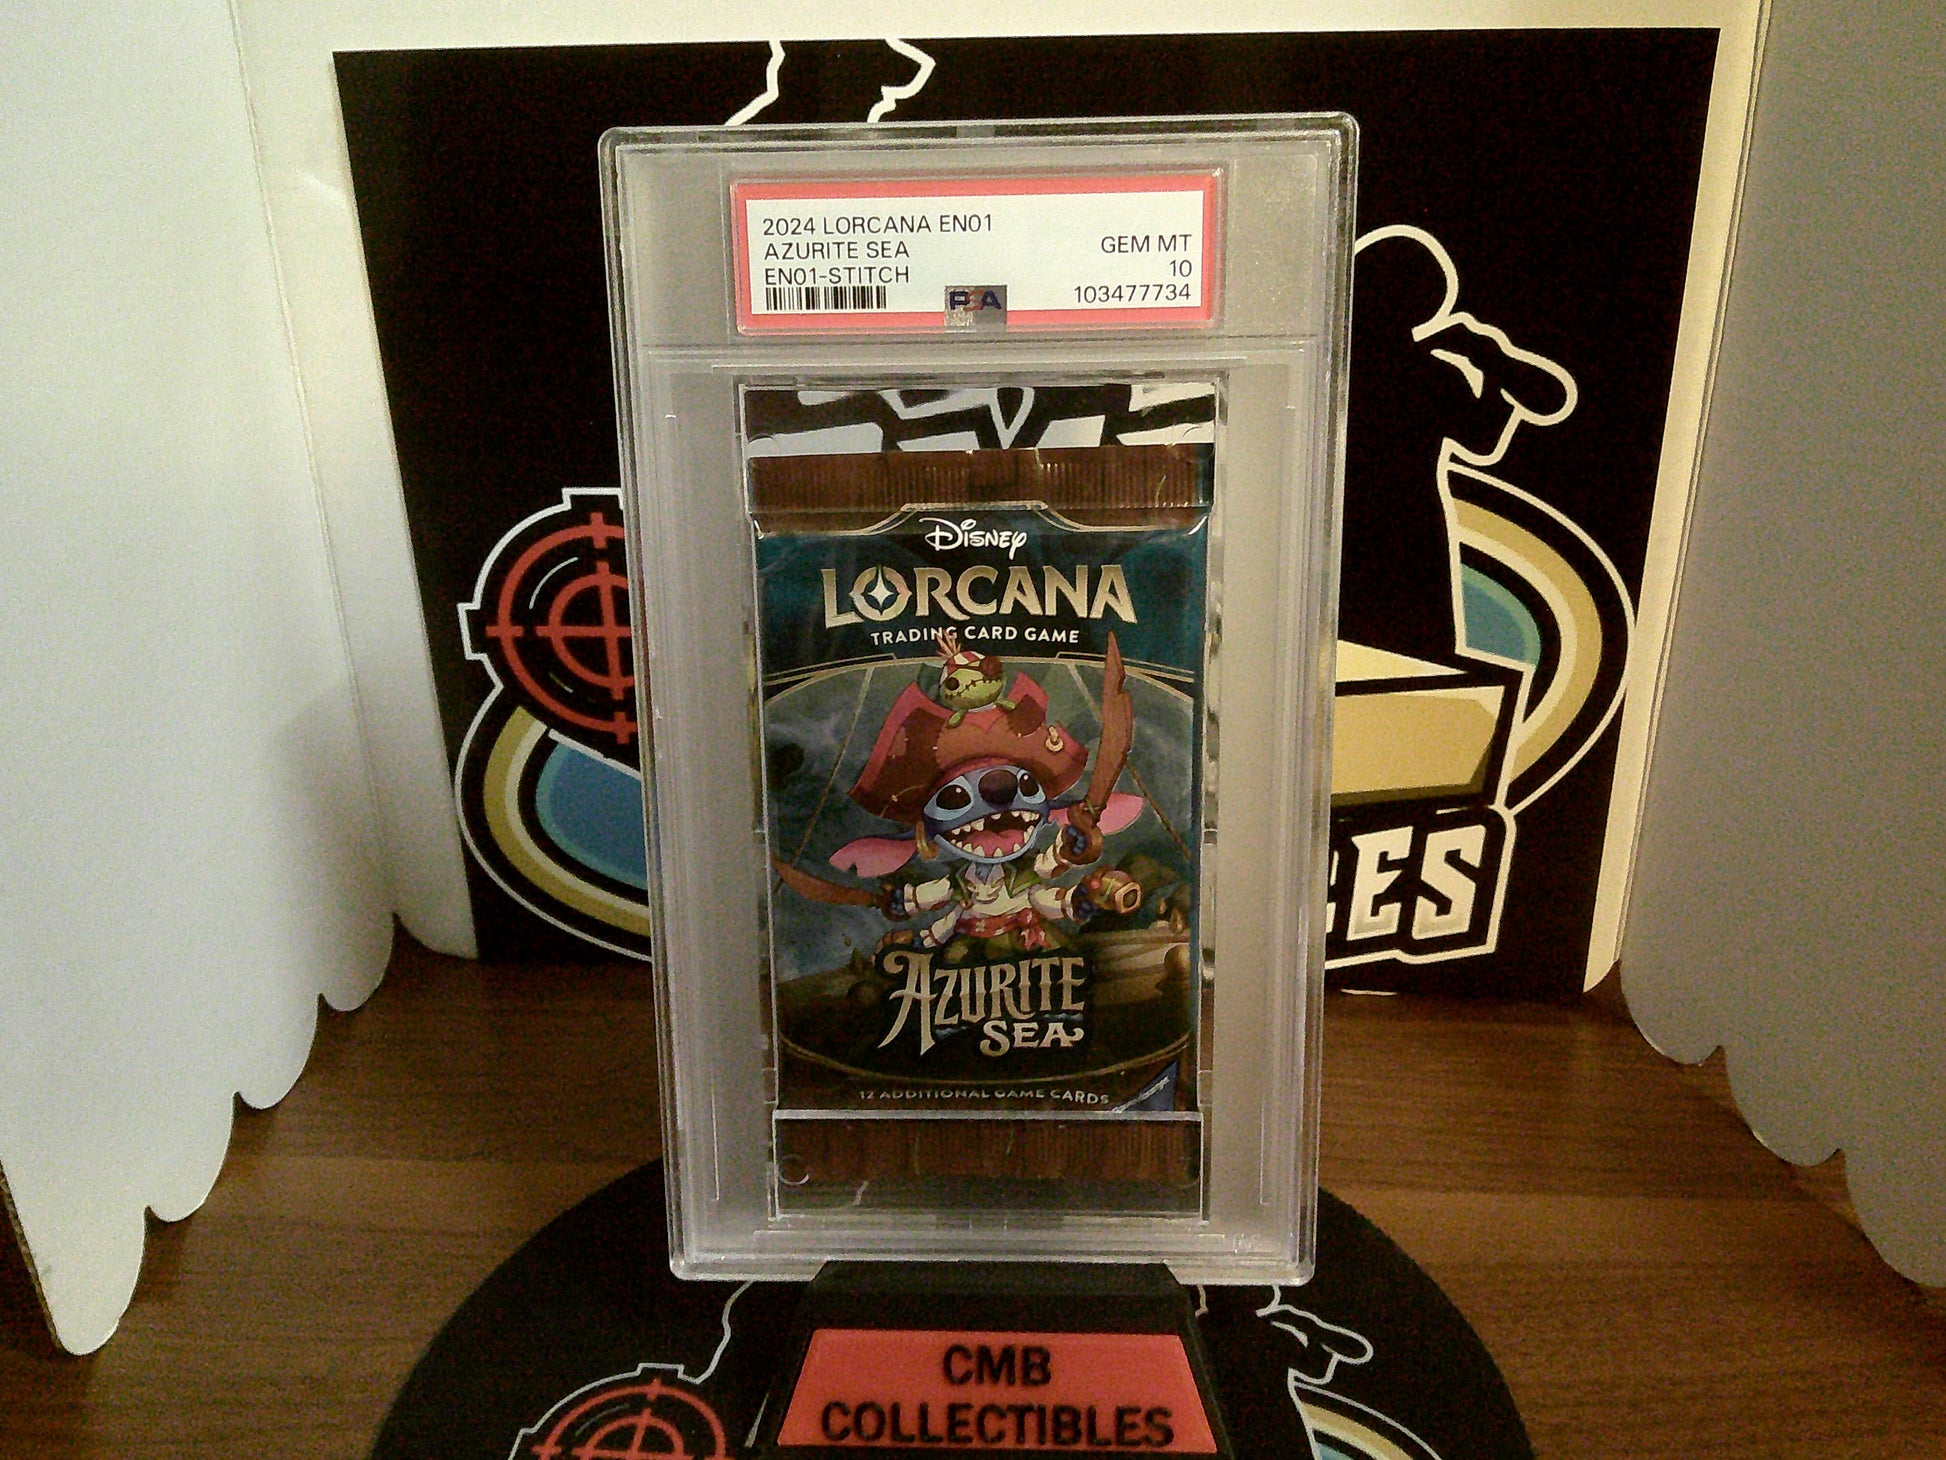 2024 LORCANA EN01
AZURITE SEA
EN01-STITCH
GEM MT
10
103477734
PSA
DISNEY
LORCANA
TRADING CARD GAME
AZURITE
SEA
12 ADDITIONAL GAME CARDS
CMB
COLLECTIBLES